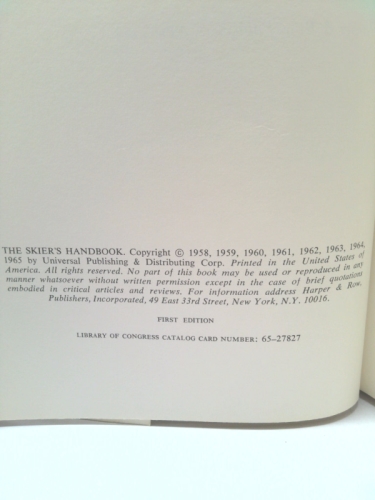 THE SKIER'S HANDBOOK. Copyright © 1958, 1959, 1960, 1961, 1962, 1963, 1964,
1965 by Universal Publishing & Distributing Corp. Printed in the United States of
America. All rights reserved. No part of this book may be used or reproduced in any
manner whatsoever without written permission except in the case of brief quotations
embodied in critical articles and reviews. For information address Harper & Row,
Publishers, Incorporated, 49 East 33rd Street, New York, N.Y. 10016.
FIRST EDITION
LIBRARY OF CONGRESS CATALOG CARD NUMBER: 65-27827